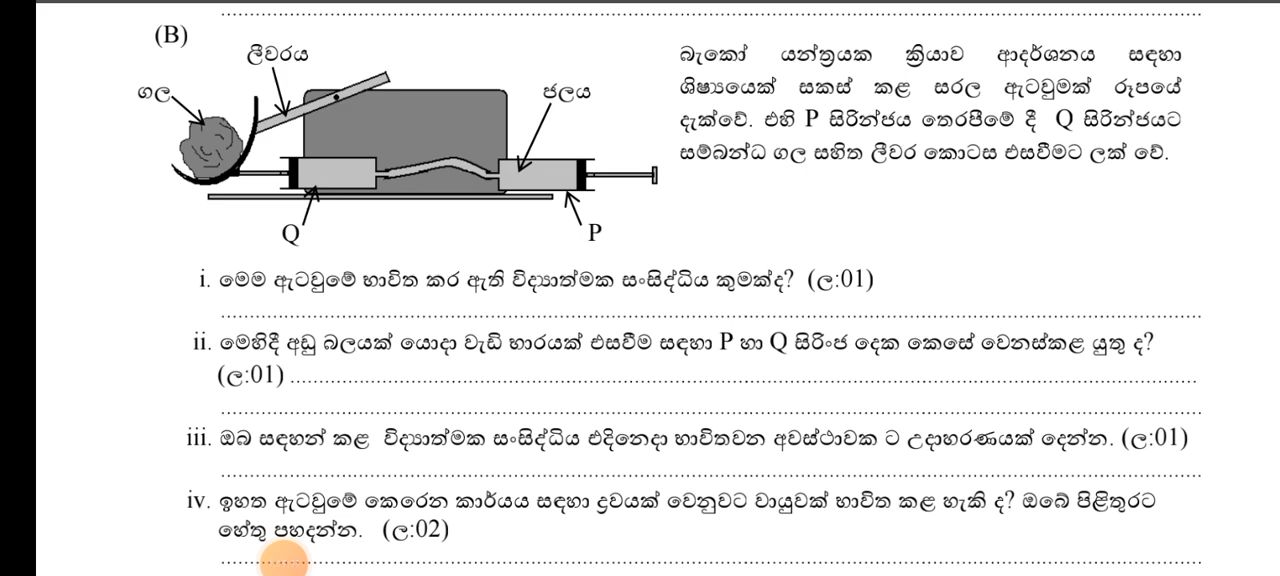 (B)
ලීවරය
ගල
ජලය
Q
P
බැකෝ යන්ත්‍රයක ක්‍රියාව ආදර්ශනය සඳහා
ශිෂ්‍යයෙක් සකස් කළ සරල ඇටවුමක් රූපයේ
දැක්වේ. එහි P සිරින්ජය තෙරපීමේ දී Q සිරින්ජයට
සම්බන්ධ ගල සහිත ලීවර කොටස එසවීමට ලක් වේ.
i. මෙම ඇටවුමේ භාවිත කර ඇති විද්‍යාත්මක සංසිද්ධිය කුමක්ද? (ල:01)
ii. මෙහිදී අඩු බලයක් යොදා වැඩි භාරයක් එසවීම සඳහා P හා Q සිරිංජ දෙක කෙසේ වෙනස්කළ යුතු ද?
(ල:01)
iii. ඔබ සඳහන් කළ විද්‍යාත්මක සංසිද්ධිය එදිනෙදා භාවිතවන අවස්ථාවක ට උදාහරණයක් දෙන්න. (ල:01)
iv. ඉහත ඇටවුමේ කෙරෙන කාර්යය සඳහා ද්‍රවයක් වෙනුවට වායුවක් භාවිත කළ හැකි ද? ඔබේ පිළිතුරට
හේතු පහදන්න. (ල:02)